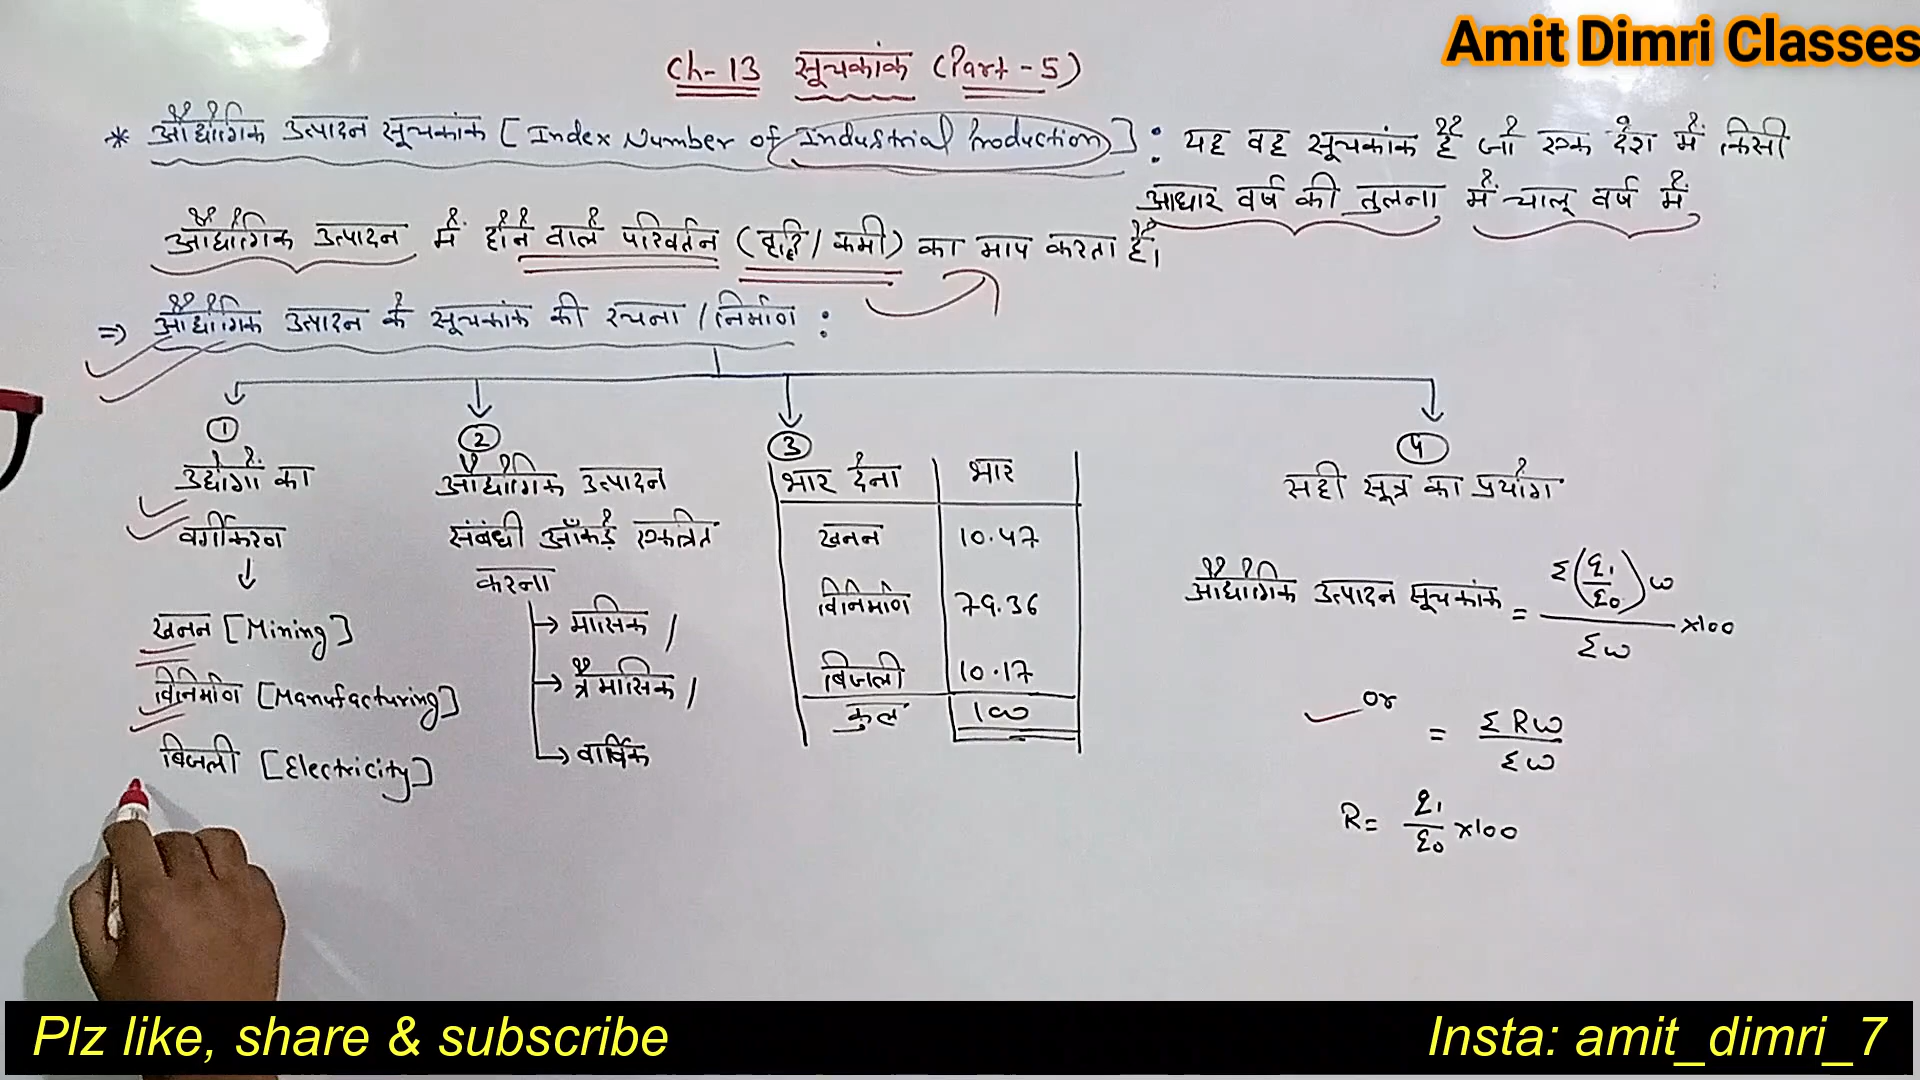 Amit Dimri Classes
Ch-13 सूचकांक (Part-5)
* औद्योगिक उत्पादन सूचकांक [Index Number of Industrial Production] : यह वह सूचकांक है जो एक देश में किसी
आधार वर्ष की तुलना में चालू वर्ष में
औद्योगिक उत्पादन में होने वाले परिवर्तन (वृद्धि / कमी) का माप करता है।
⇒ औद्योगिक उत्पादन के सूचकांक की रचना / निर्माण :
①
उद्योगों का
वर्गीकरण
↓
खनन [Mining]
विनिर्माण [Manufacturing]
बिजली [Electricity]
②
औद्योगिक उत्पादन
संबंधी आँकड़े एकत्रित
करना
→ मासिक /
→ त्रैमासिक /
→ वार्षिक
③
भार देना | भार
खनन 10.47
विनिर्माण 79.36
बिजली 10.17
कुल 100
④
सही सूत्र का प्रयोग
औद्योगिक उत्पादन सूचकांक = Σ(q₁/q₀)w / Σw ×100
or
= ΣRw / Σw
R = q₁/q₀ ×100
Plz like, share & subscribe
Insta: amit_dimri_7